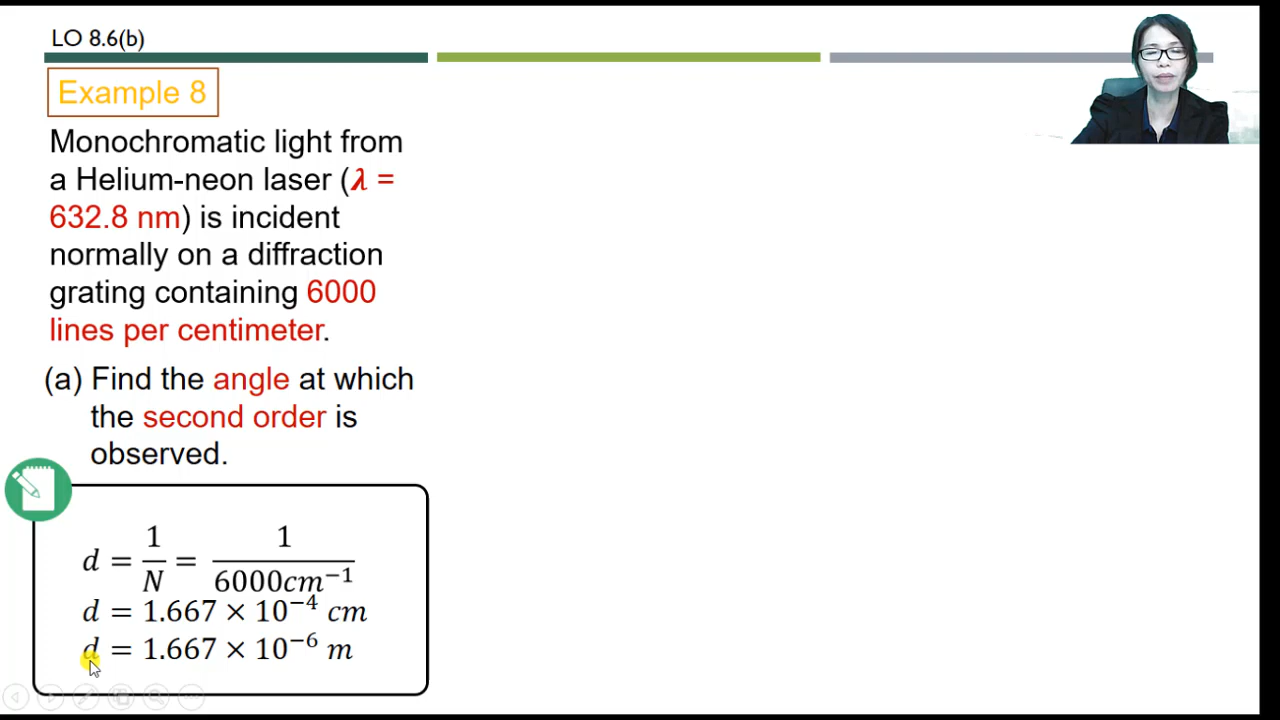 LO 8.6(b)
Example 8
Monochromatic light from
a Helium-neon laser (λ =
632.8 nm) is incident
normally on a diffraction
grating containing 6000
lines per centimeter.
(a) Find the angle at which
the second order is
observed.
d = 1/N = 1/6000cm⁻¹
d = 1.667 × 10⁻⁴ cm
d = 1.667 × 10⁻⁶ m